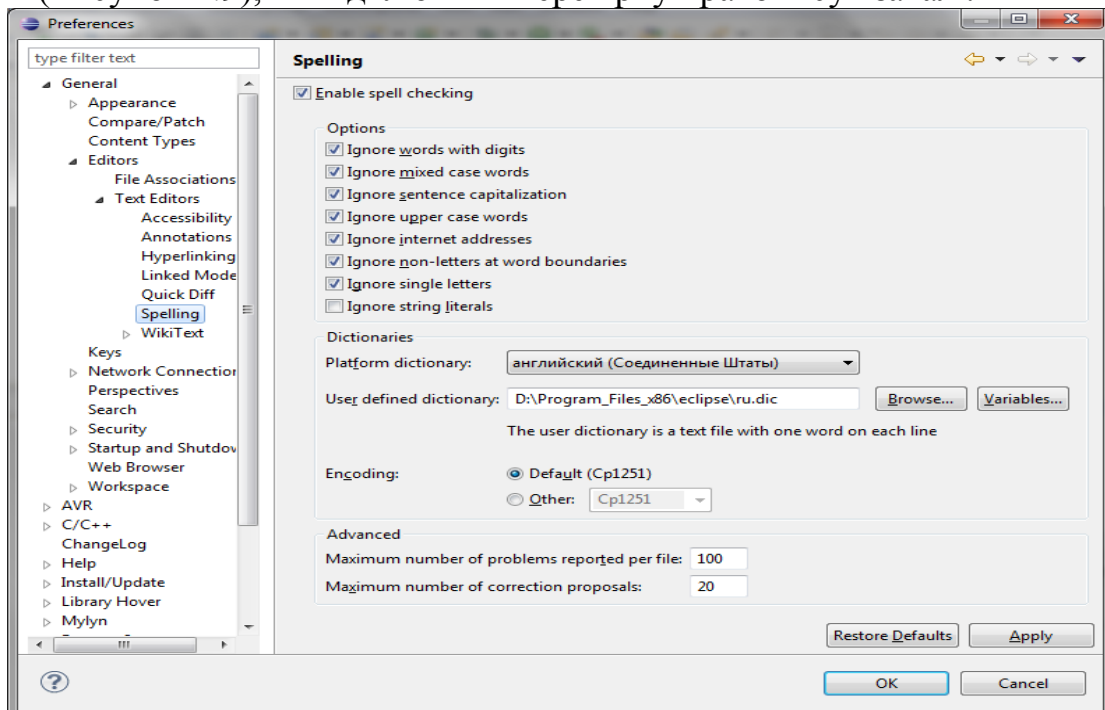 Preferences
type filter text
General
Appearance
Compare/Patch
Content Types
Editors
File Associations
Text Editors
Accessibility
Annotations
Hyperlinking
Linked Mode
Quick Diff
Spelling
WikiText
Keys
Network Connection
Perspectives
Search
Security
Startup and Shutdov
Web Browser
Workspace
AVR
C/C++
ChangeLog
Help
Install/Update
Library Hover
Mylyn
Spelling
Enable spell checking
Options
Ignore words with digits
Ignore mixed case words
Ignore sentence capitalization
Ignore upper case words
Ignore internet addresses
Ignore non-letters at word boundaries
Ignore single letters
Ignore string literals
Dictionaries
Platform dictionary: английский (Соединенные Штаты)
User defined dictionary: D:\Program_Files_x86\eclipse\ru.dic Browse... Variables...
The user dictionary is a text file with one word on each line
Encoding: Default (Cp1251)
Other: Cp1251
Advanced
Maximum number of problems reported per file: 100
Maximum number of correction proposals: 20
Restore Defaults Apply
OK Cancel